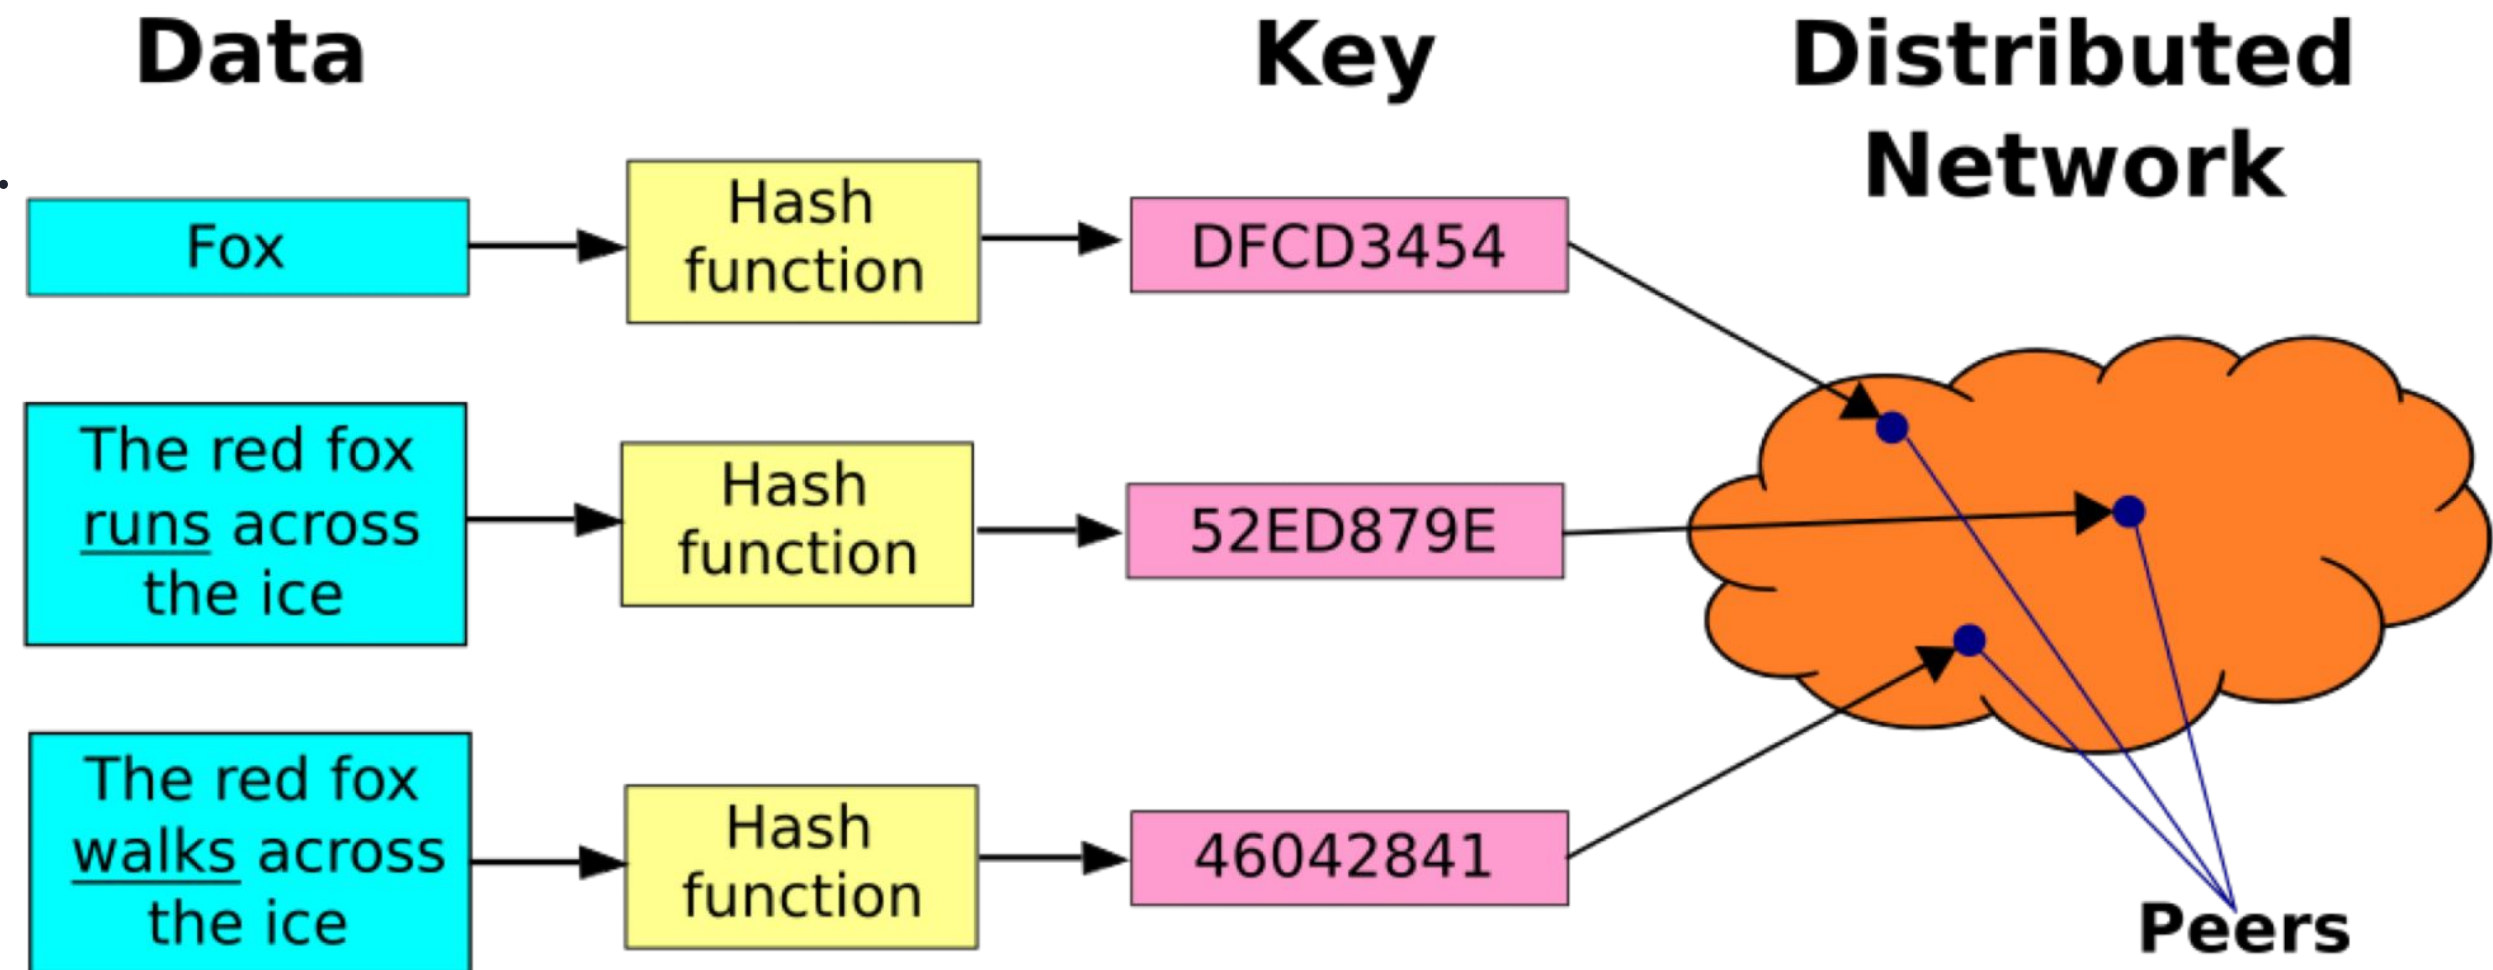 Data
Key
Distributed
Network
Fox
Hash
function
DFCD3454
The red fox
runs across
the ice
Hash
function
52ED879E
The red fox
walks across
the ice
Hash
function
46042841
Peers